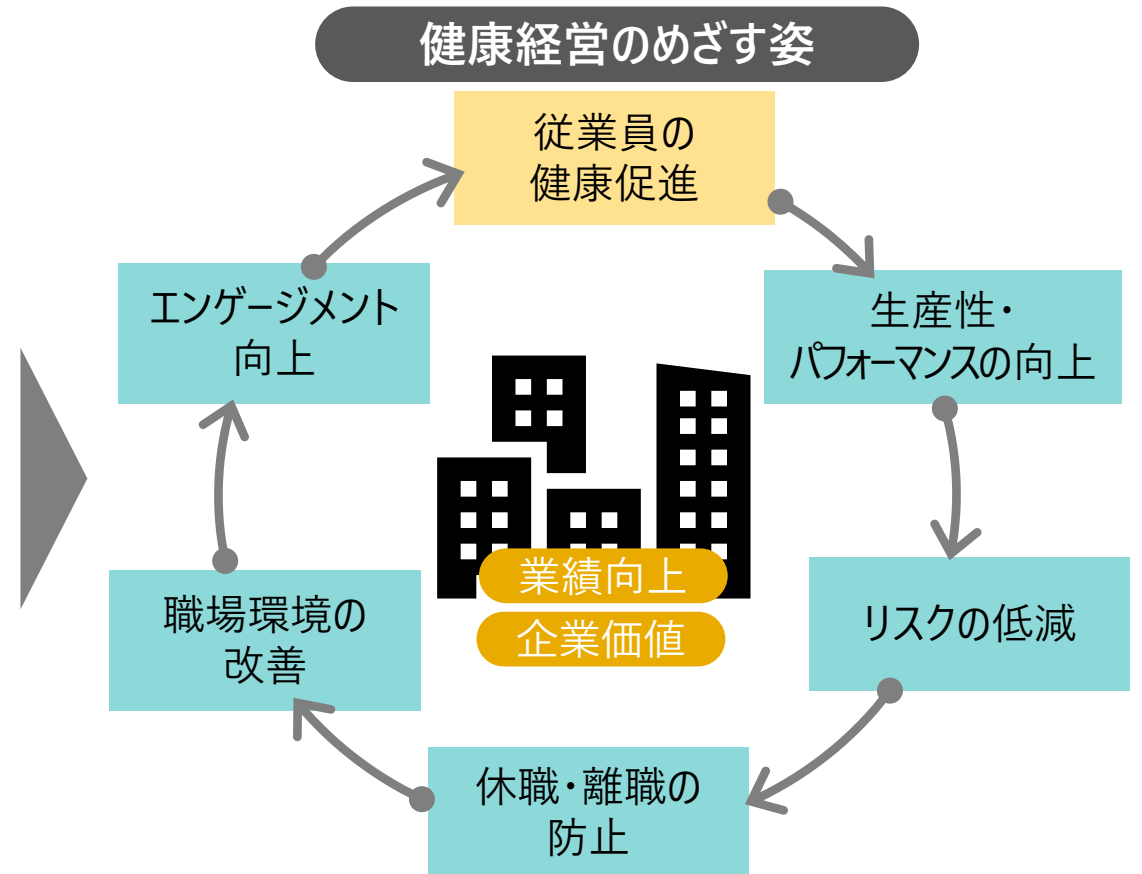 健康経営のめざす姿
従業員の
健康促進
エンゲージメント
向上
生産性・
パフォーマンスの向上
業績向上
企業価値
職場環境の
改善
リスクの低減
休職・離職の
防止